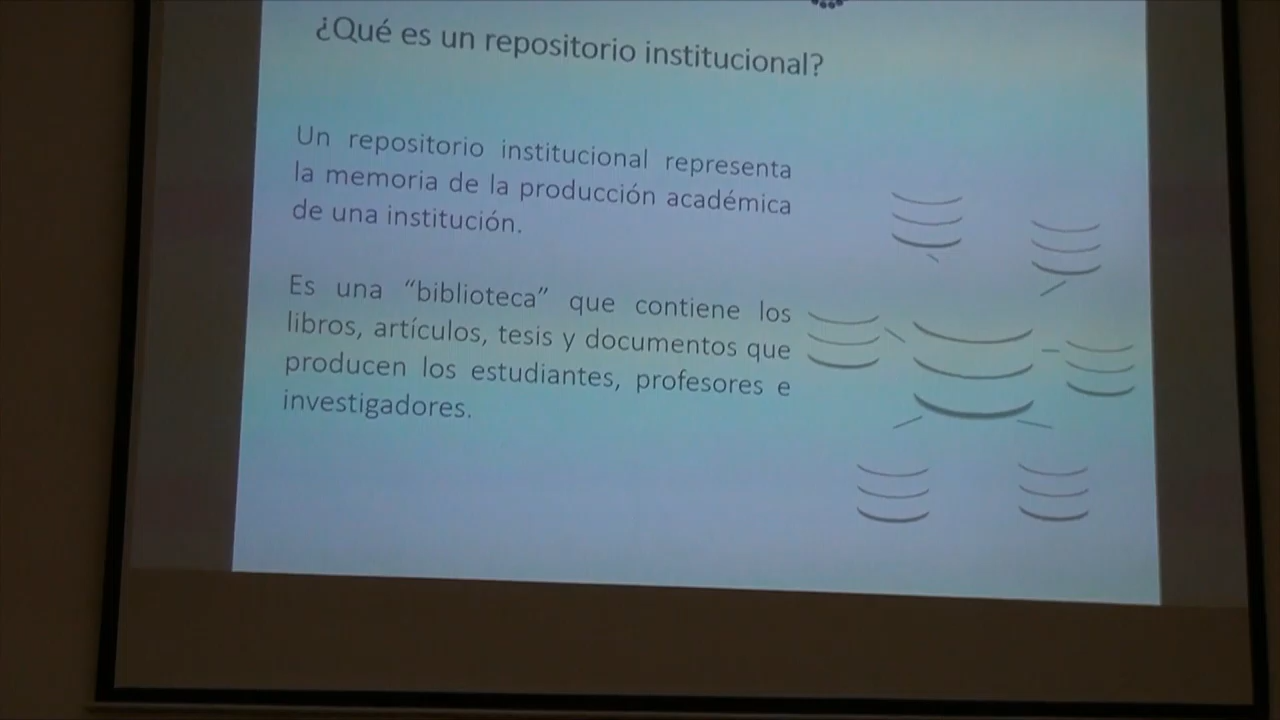 ¿Qué es un repositorio institucional?
Un repositorio institucional representa
la memoria de la producción académica
de una institución.
Es una “biblioteca” que contiene los
libros, artículos, tesis y documentos que
producen los estudiantes, profesores e
investigadores.